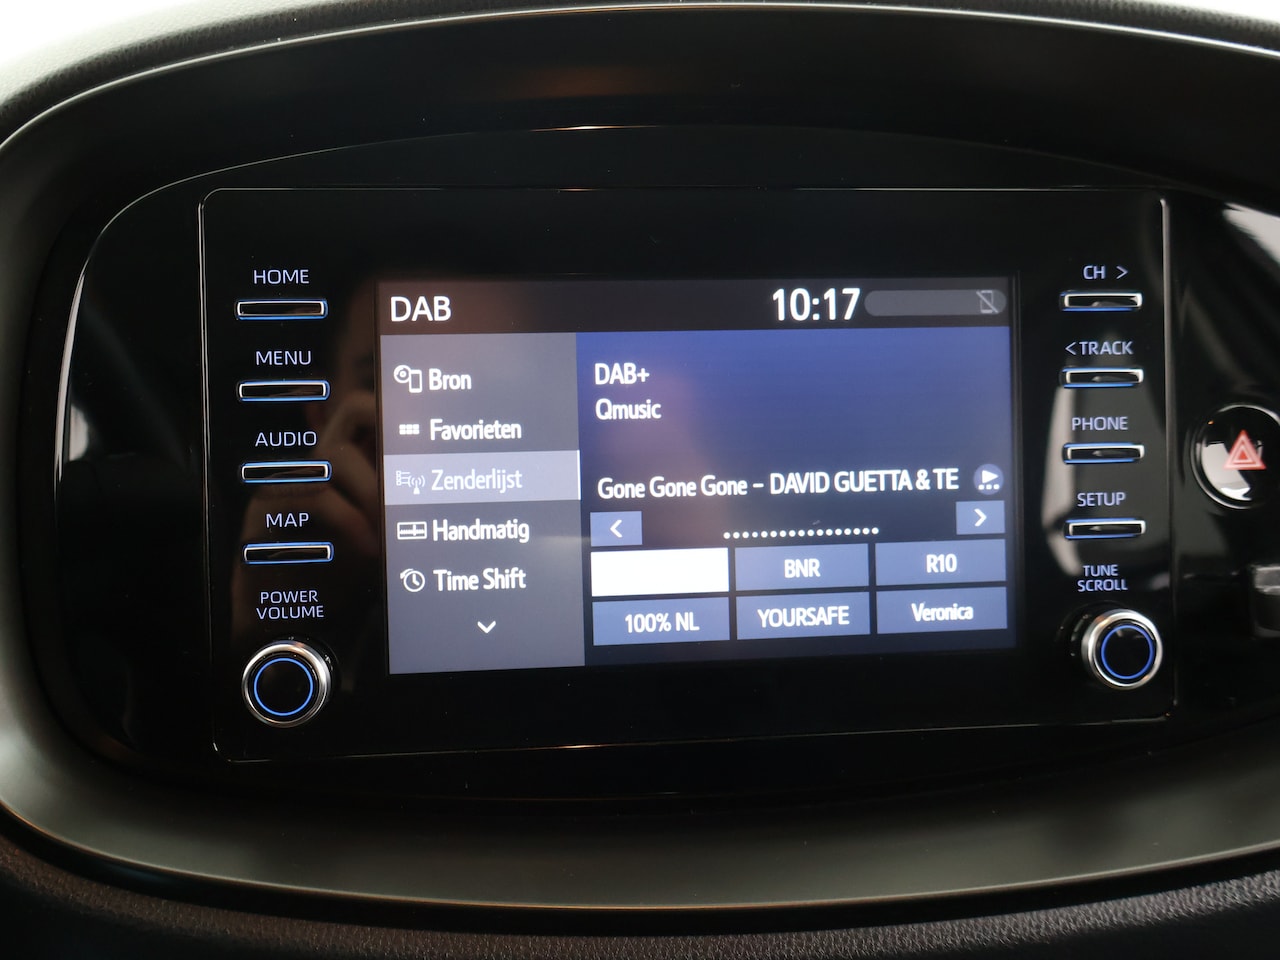 HOME
MENU
AUDIO
MAP
POWER
VOLUME
DAB
10:17
Bron
Favorieten
Zenderlijst
Handmatig
Time Shift
DAB+
Qmusic
Gone Gone Gone – DAVID GUETTA & TE
<
>
BNR
R10
100% NL
YOURSAFE
Veronica
CH >
< TRACK
PHONE
SETUP
TUNE
SCROLL